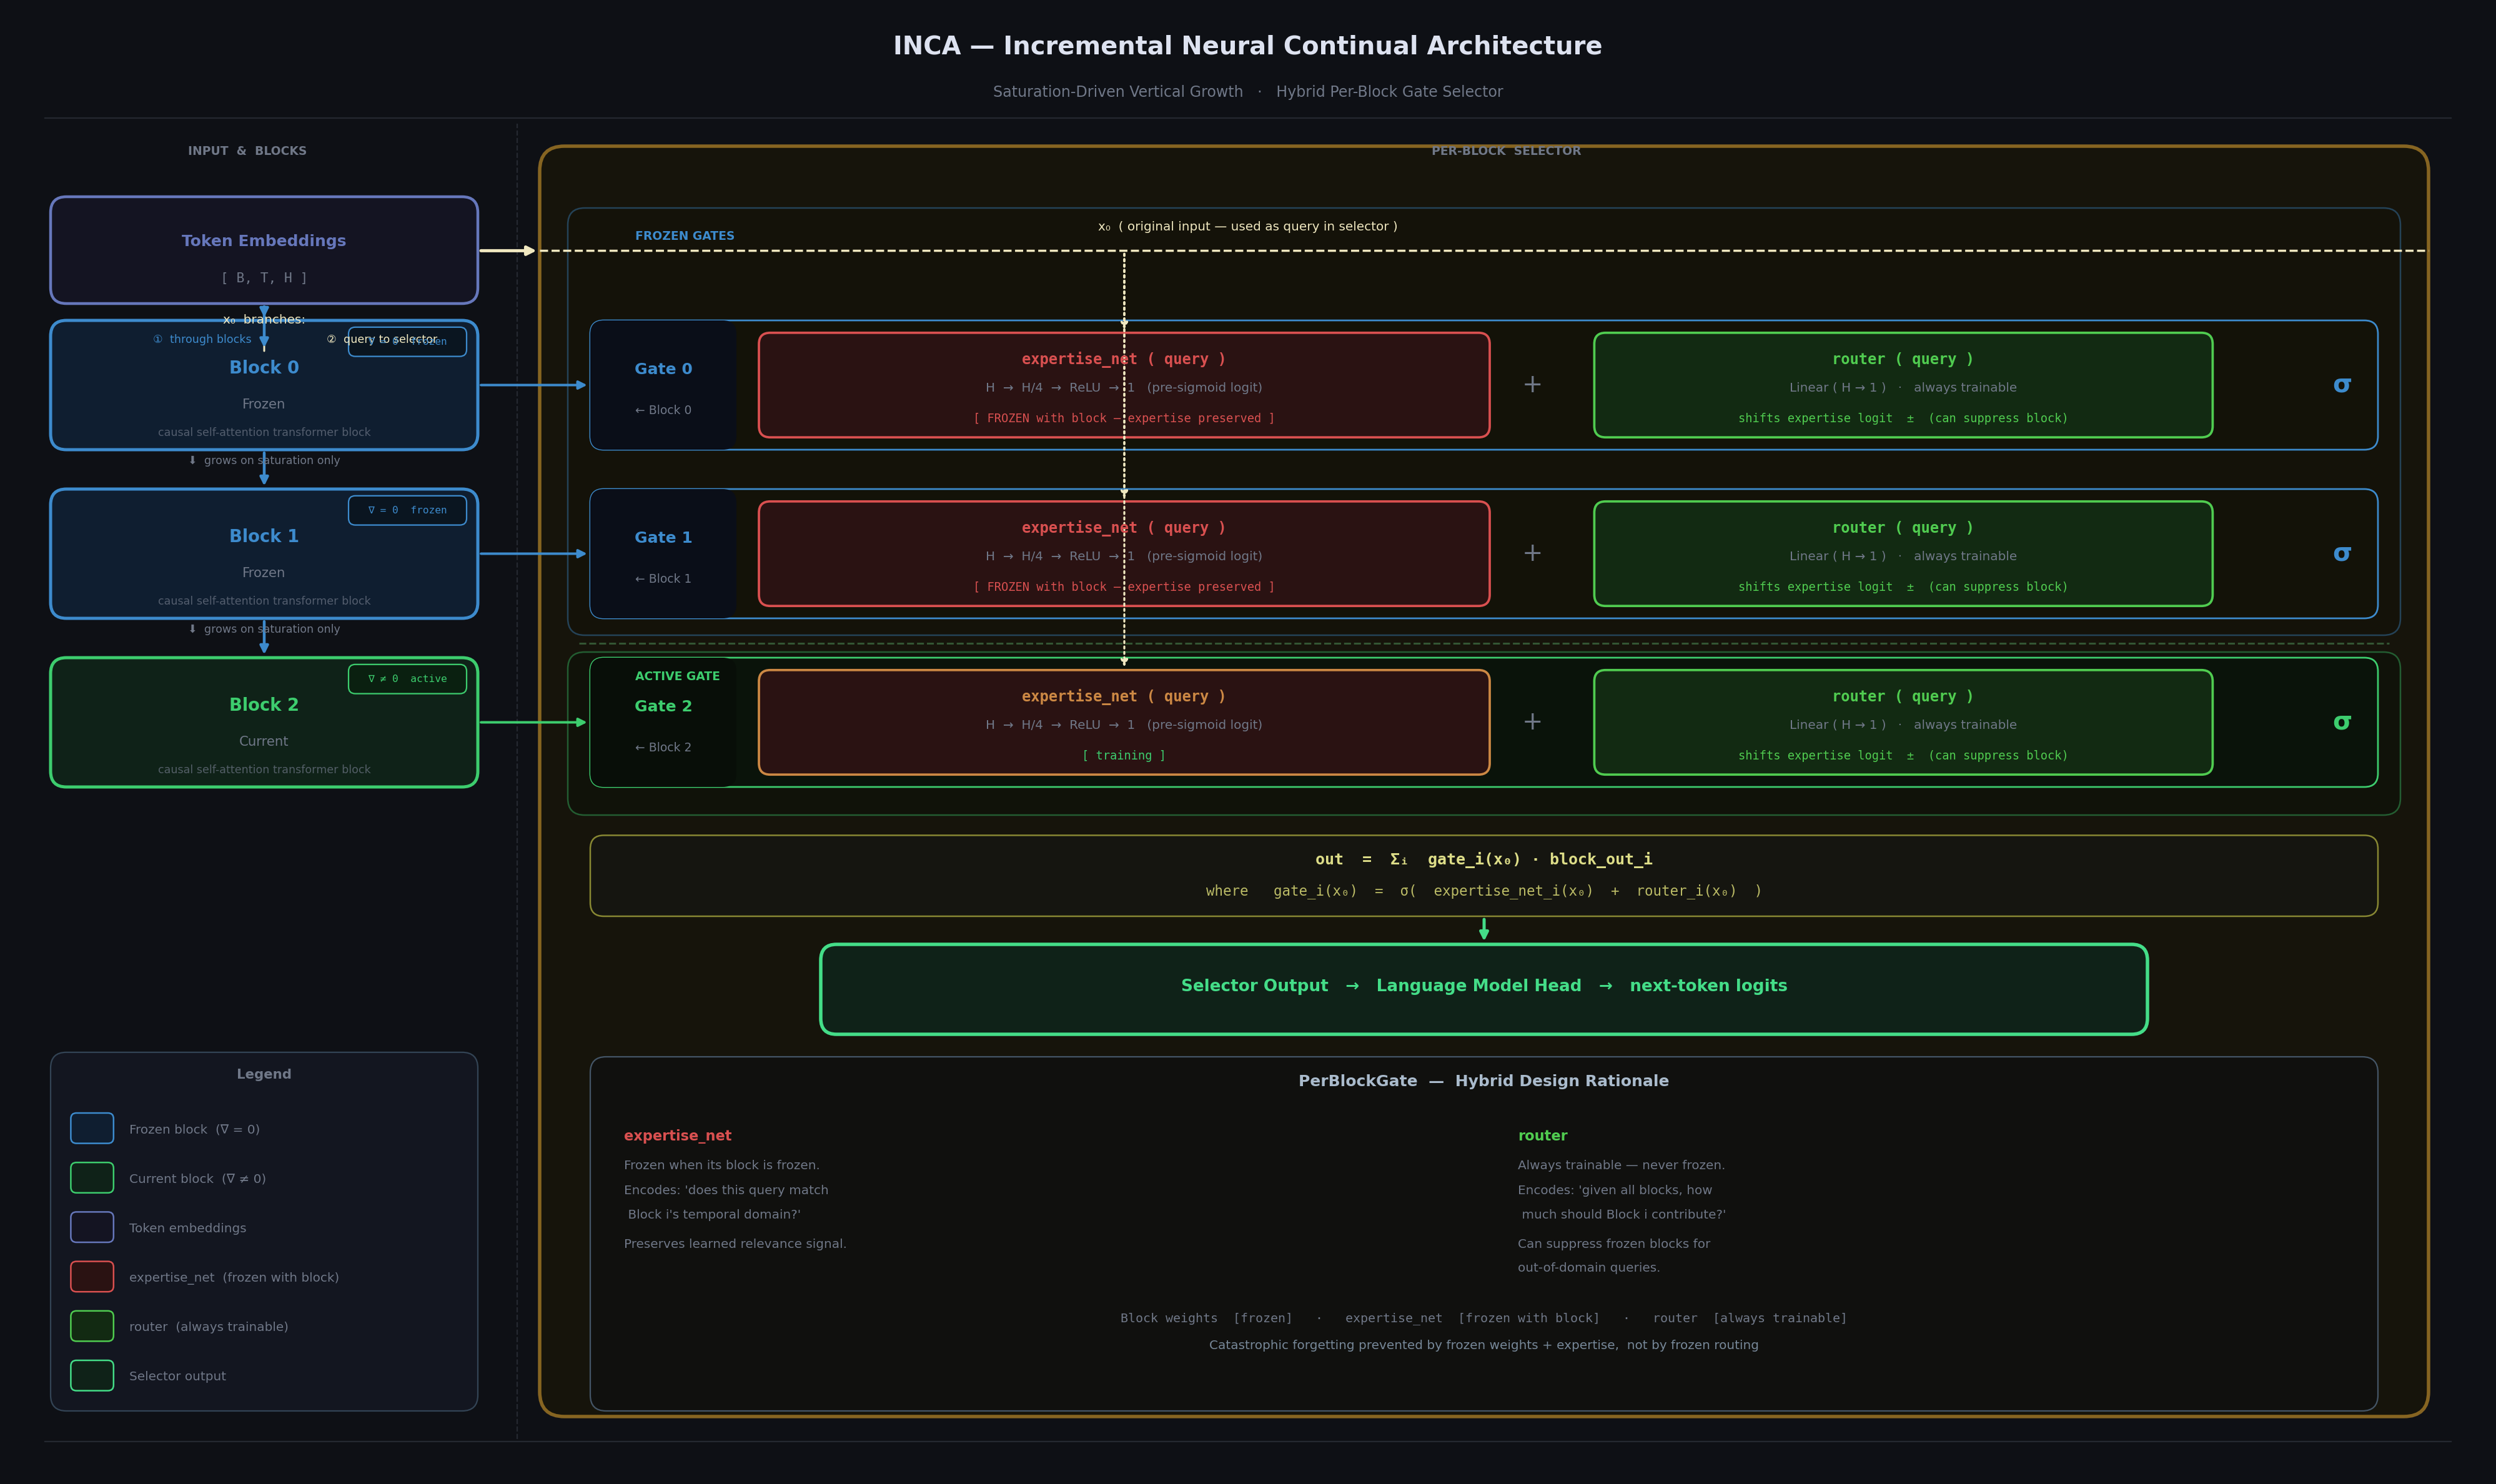 INCA — Incremental Neural Continual Architecture
Saturation-Driven Vertical Growth · Hybrid Per-Block Gate Selector
INPUT & BLOCKS
Token Embeddings
[ B, T, H ]
x₀ branches:
① through blocks
② query to selector
frozen
Block 0
Frozen
causal self-attention transformer block
⬇ grows on saturation only
∇ = 0 frozen
Block 1
Frozen
causal self-attention transformer block
⬇ grows on saturation only
∇ ≠ 0 active
Block 2
Current
causal self-attention transformer block
PER-BLOCK SELECTOR
x₀ ( original input — used as query in selector )
FROZEN GATES
Gate 0
← Block 0
expertise_net ( query )
H → H/4 → ReLU → 1 (pre-sigmoid logit)
[ FROZEN with block — expertise preserved ]
+
router ( query )
Linear ( H → 1 ) · always trainable
shifts expertise logit ± (can suppress block)
σ
Gate 1
← Block 1
expertise_net ( query )
H → H/4 → ReLU → 1 (pre-sigmoid logit)
[ FROZEN with block — expertise preserved ]
+
router ( query )
Linear ( H → 1 ) · always trainable
shifts expertise logit ± (can suppress block)
σ
ACTIVE GATE
Gate 2
← Block 2
expertise_net ( query )
H → H/4 → ReLU → 1 (pre-sigmoid logit)
[ training ]
+
router ( query )
Linear ( H → 1 ) · always trainable
shifts expertise logit ± (can suppress block)
σ
out = Σᵢ gate_i(x₀) · block_out_i
where gate_i(x₀) = σ( expertise_net_i(x₀) + router_i(x₀) )
Selector Output → Language Model Head → next-token logits
Legend
Frozen block (∇ = 0)
Current block (∇ ≠ 0)
Token embeddings
expertise_net (frozen with block)
router (always trainable)
Selector output
PerBlockGate — Hybrid Design Rationale
expertise_net
Frozen when its block is frozen.
Encodes: 'does this query match
Block i's temporal domain?'
Preserves learned relevance signal.
router
Always trainable — never frozen.
Encodes: 'given all blocks, how
much should Block i contribute?'
Can suppress frozen blocks for
out-of-domain queries.
Block weights [frozen] · expertise_net [frozen with block] · router [always trainable]
Catastrophic forgetting prevented by frozen weights + expertise, not by frozen routing